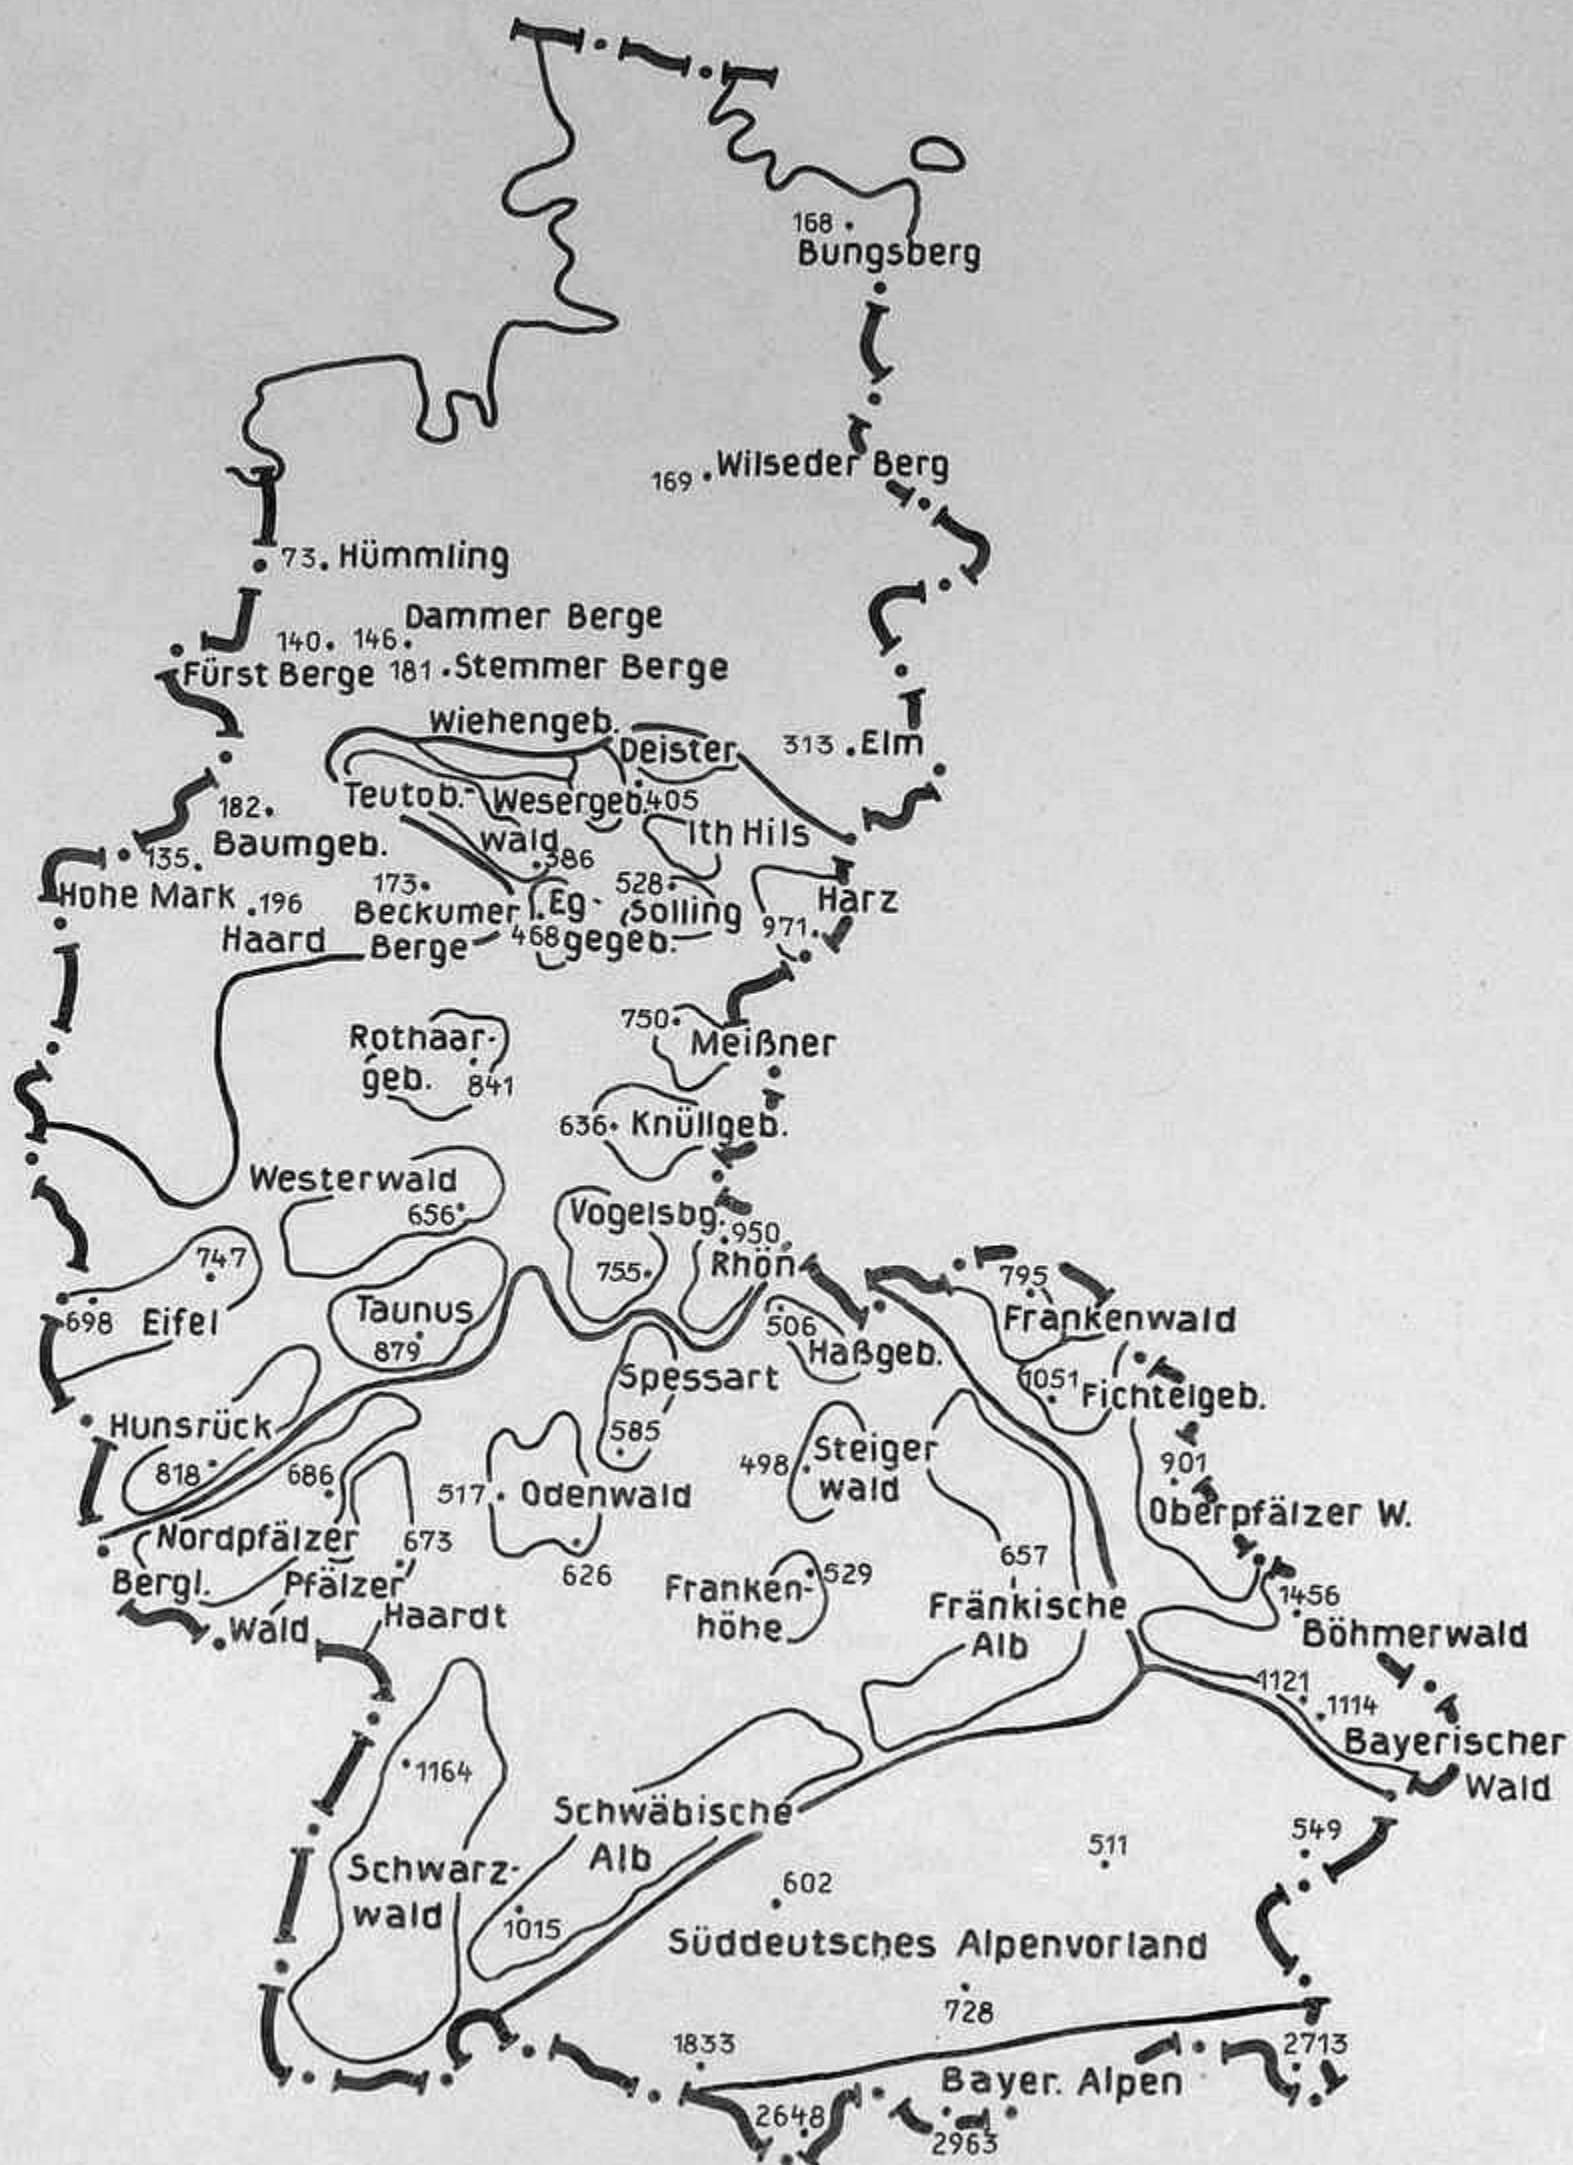 168
Bungsberg
169 Wilseder Berg
73 Hümmling
Dammer Berge
140 146
Fürst Berge 181 Stemmer Berge
Wiehengeb.
Deister 313 Elm
Teutob.- Wesergeb. 405
182
wald Ith Hils
Baumgeb. 386
135
Hohe Mark 196
173 528 Harz
Beckumer Eg- Solling
Haard Berge 468 gegeb. 971
750
Rothaar- Meißner
geb. 841
636 Knüllgeb.
Westerwald
656 Vogelsbg.
950
747 755 Rhön
795
698 Eifel Taunus Frankenwald
879 506
Haßgeb.
Spessart 1051 Fichtelgeb.
Hunsrück
585
818 686 498 Steiger
wald
901
517 Odenwald
Oberpfälzer W.
Nordpfälzer 673
Bergl. Pfälzer 626
657
Franken- 529
höhe
1456
Wald Haardt Fränkische
Alb
Böhmerwald
1121
1114
Bayerischer
Wald
1164
Schwäbische
Alb
549
511
Schwarz-
wald
602
1015
Süddeutsches Alpenvorland
728
1833 2713
Bayer. Alpen
2648
2963